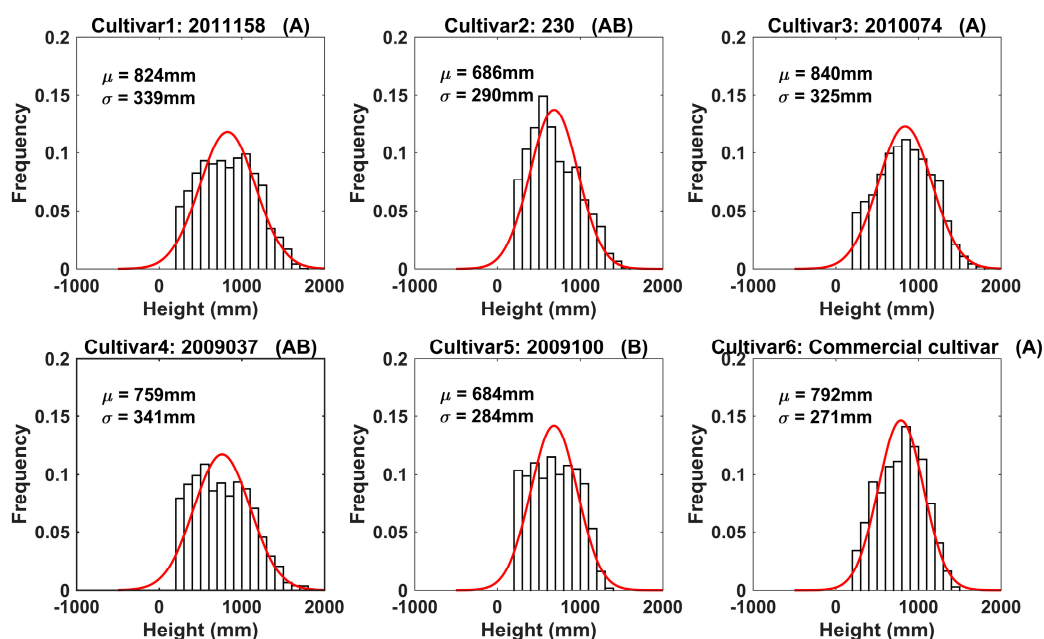 Cultivar1: 2011158 (A)
0.2
0.15
0.1
0.05
0
Frequency
μ = 824mm
σ = 339mm
-1000 0 1000 2000
Height (mm)
Cultivar2: 230 (AB)
0.2
0.15
0.1
0.05
0
Frequency
μ = 686mm
σ = 290mm
-1000 0 1000 2000
Height (mm)
Cultivar3: 2010074 (A)
0.2
0.15
0.1
0.05
0
Frequency
μ = 840mm
σ = 325mm
-1000 0 1000 2000
Height (mm)
Cultivar4: 2009037 (AB)
0.2
0.15
0.1
0.05
0
Frequency
μ = 759mm
σ = 341mm
-1000 0 1000 2000
Height (mm)
Cultivar5: 2009100 (B)
0.2
0.15
0.1
0.05
0
Frequency
μ = 684mm
σ = 284mm
-1000 0 1000 2000
Height (mm)
Cultivar6: Commercial cultivar (A)
0.2
0.15
0.1
0.05
0
Frequency
μ = 792mm
σ = 271mm
-1000 0 1000 2000
Height (mm)